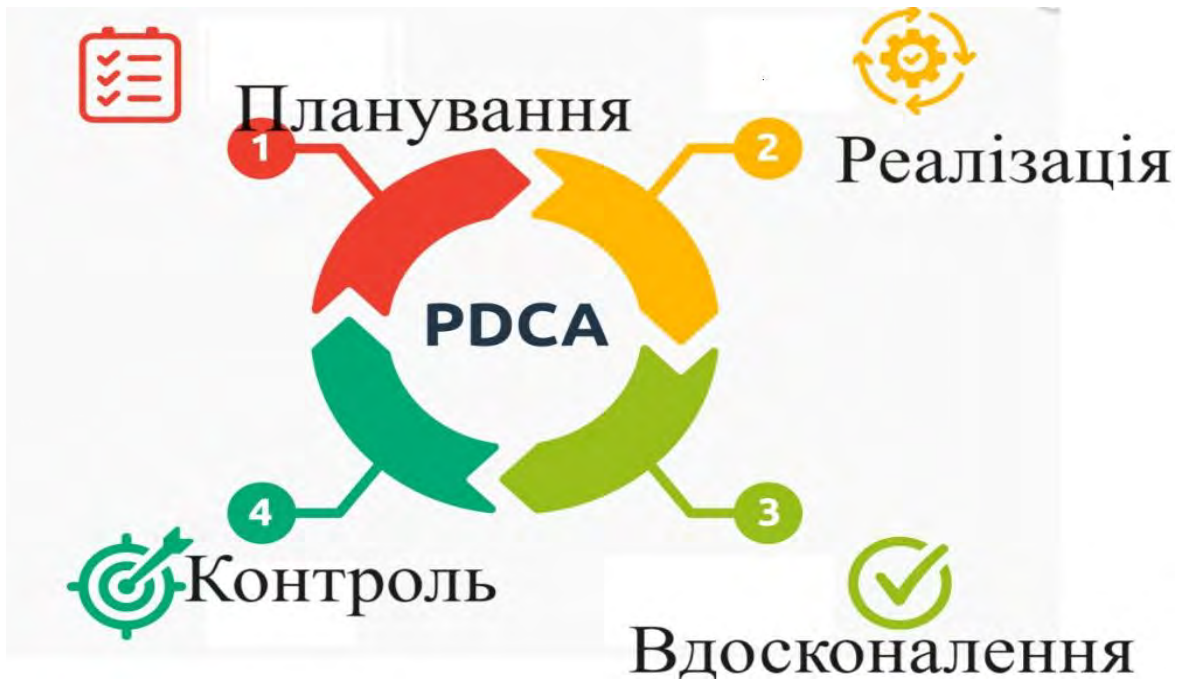 Планування
1
2
Реалізація
PDCA
4
3
Контроль
Вдосконалення